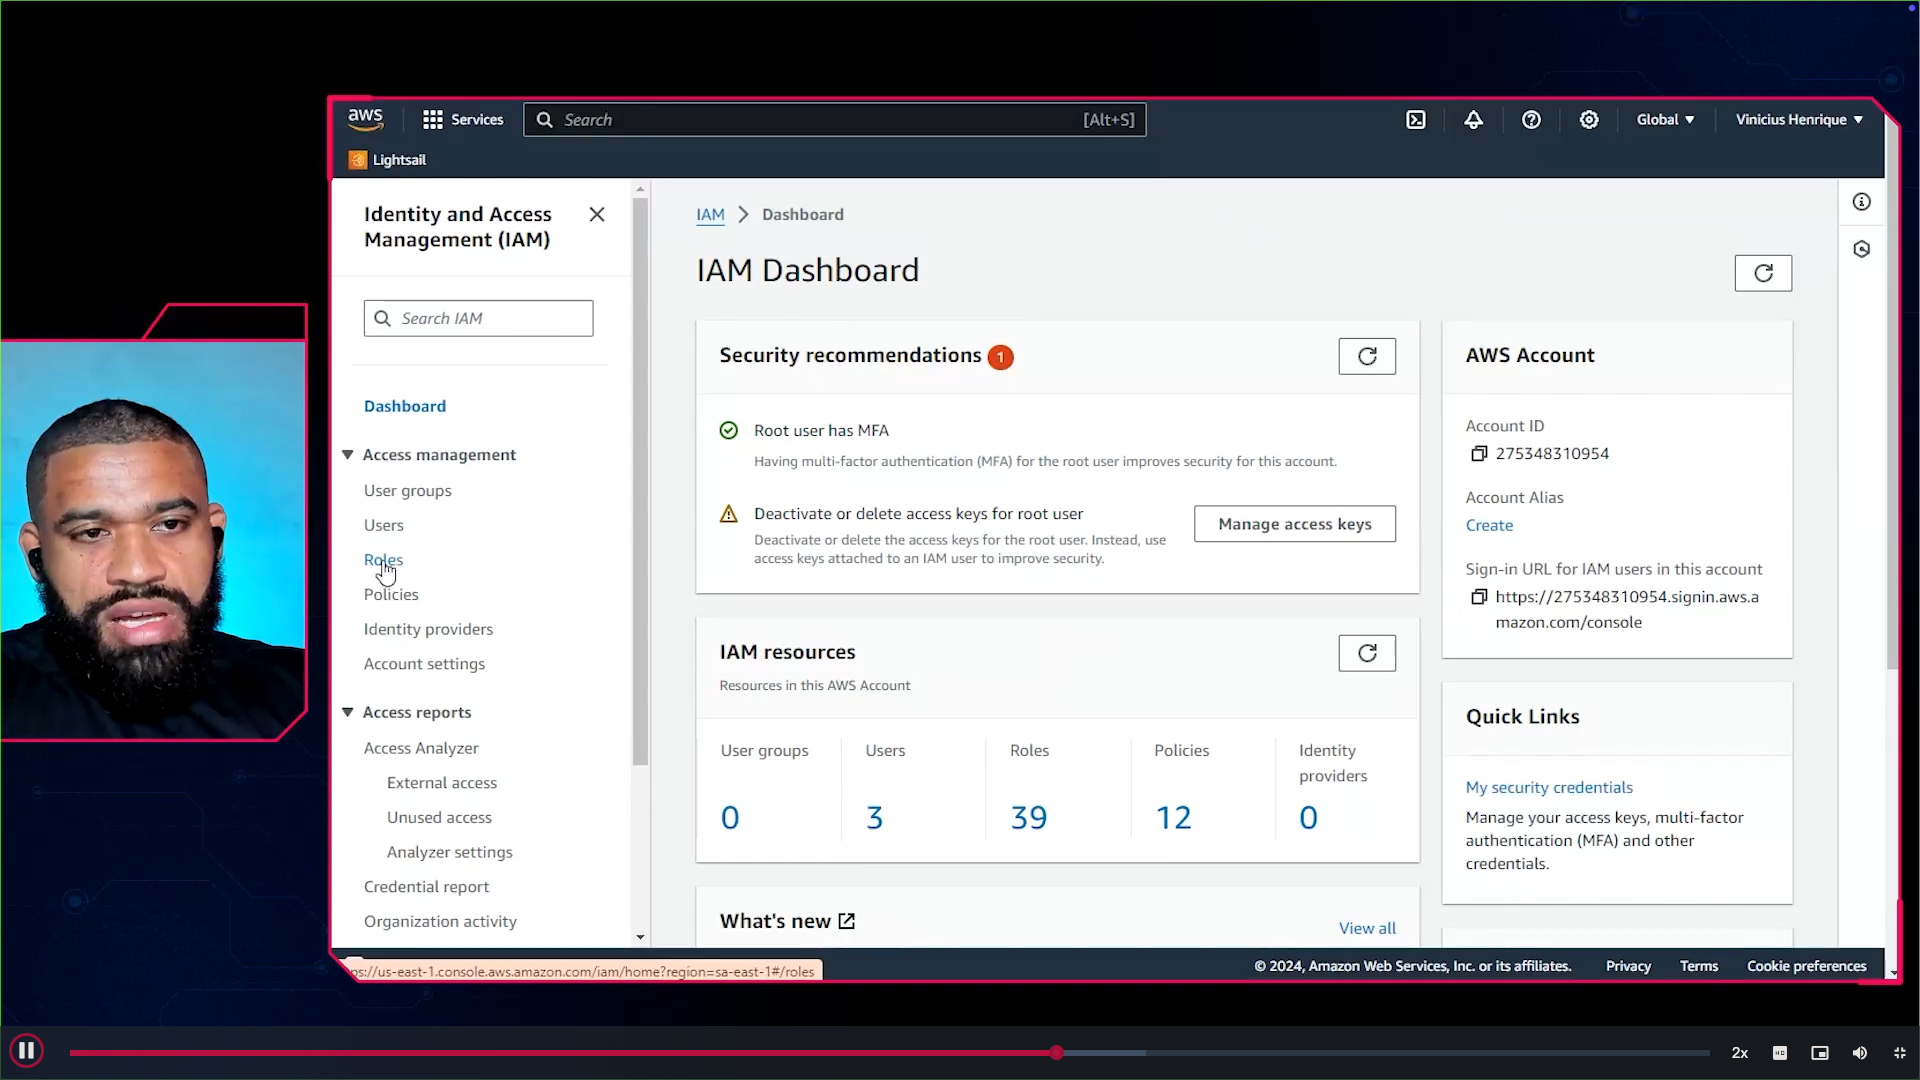 aws
Services
Search
[Alt+S]
Global
Vinicius Henrique
Lightsail
Identity and Access
Management (IAM)
Search IAM
Dashboard
Access management
User groups
Users
Roles
Policies
Identity providers
Account settings
Access reports
Access Analyzer
External access
Unused access
Analyzer settings
Credential report
Organization activity
IAM
Dashboard
IAM Dashboard
Security recommendations 1
Root user has MFA
Having multi-factor authentication (MFA) for the root user improves security for this account.
Deactivate or delete access keys for root user
Deactivate or delete the access keys for the root user. Instead, use
access keys attached to an IAM user to improve security.
Manage access keys
IAM resources
Resources in this AWS Account
User groups
0
Users
3
Roles
39
Policies
12
Identity
providers
0
What's new
View all
AWS Account
Account ID
275348310954
Account Alias
Create
Sign-in URL for IAM users in this account
https://275348310954.signin.aws.a
mazon.com/console
Quick Links
My security credentials
Manage your access keys, multi-factor
authentication (MFA) and other
credentials.
ps://us-east-1.console.aws.amazon.com/iam/home?region=sa-east-1#/roles
© 2024, Amazon Web Services, Inc. or its affiliates.
Privacy
Terms
Cookie preferences
2x
HD